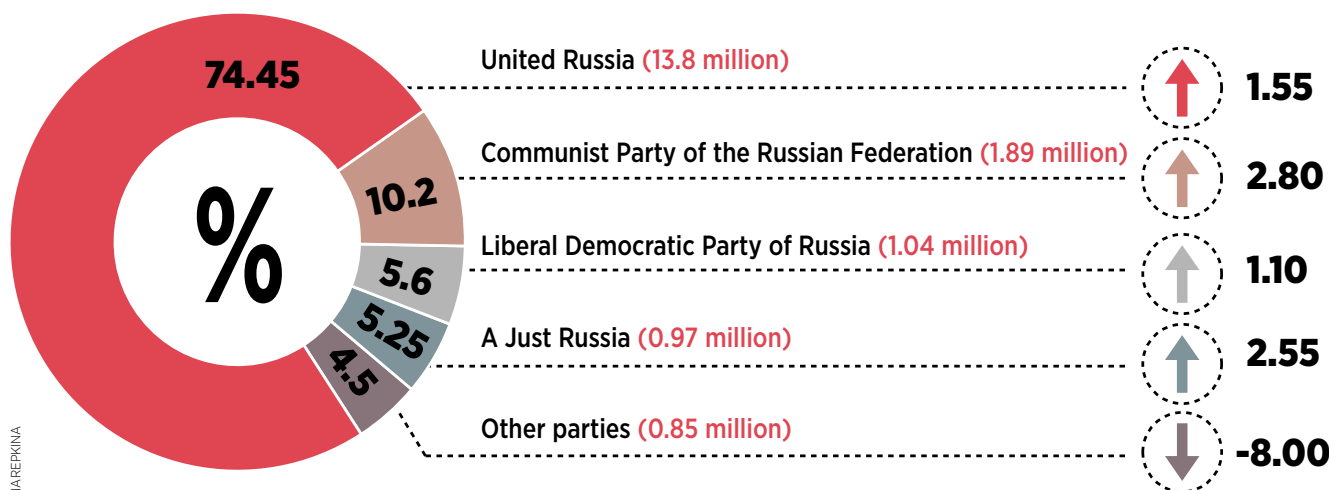 74.45
10.2
5.6
5.25
4.5
%
United Russia (13.8 million)
1.55
Communist Party of the Russian Federation (1.89 million)
2.80
Liberal Democratic Party of Russia (1.04 million)
1.10
A Just Russia (0.97 million)
2.55
Other parties (0.85 million)
-8.00